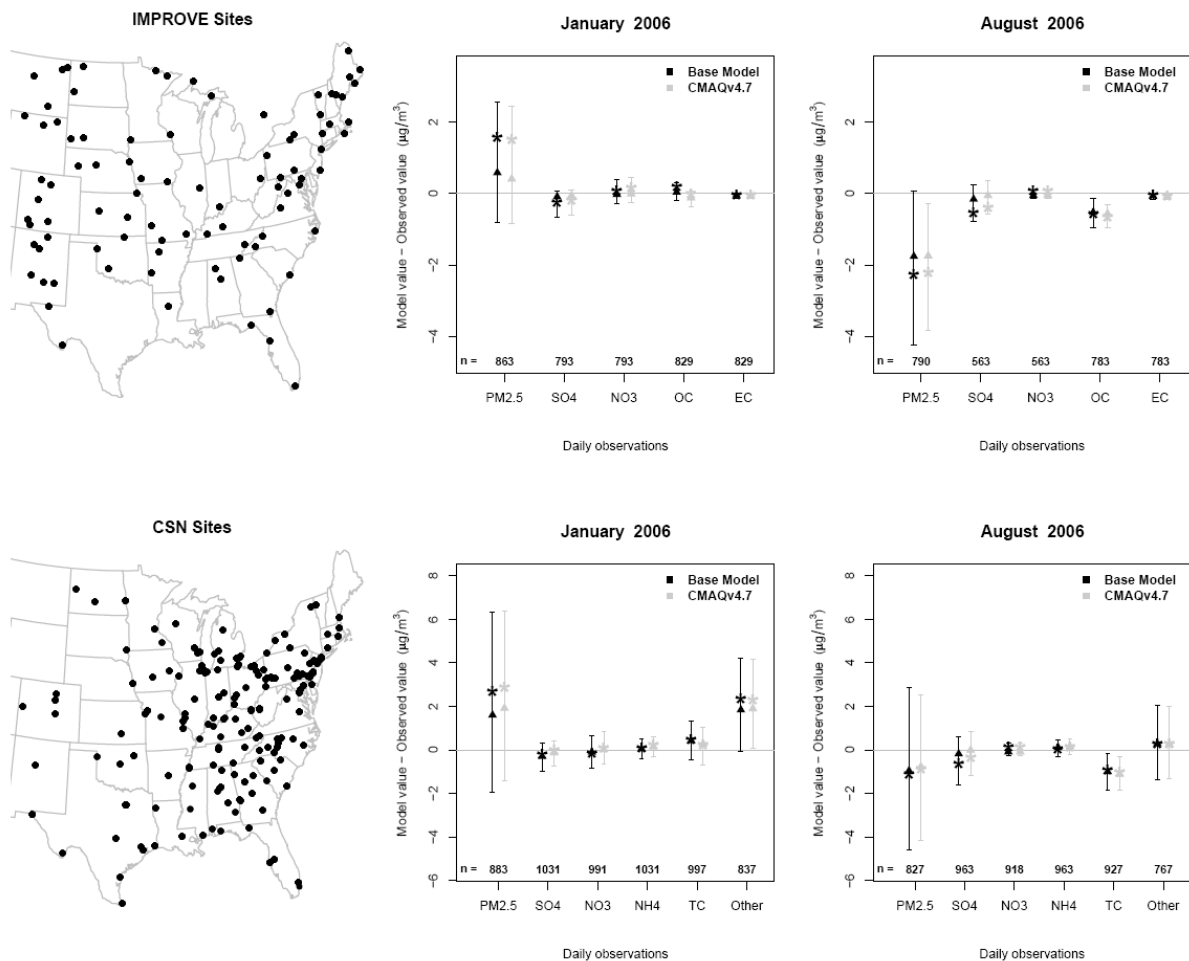 IMPROVE Sites
January 2006
Model value − Observed value (µg/m³)
2
0
−2
−4
Base Model
CMAQv4.7
n = 863 793 793 829 829
PM2.5 SO4 NO3 OC EC
Daily observations
August 2006
Model value − Observed value (µg/m³)
2
0
−2
−4
Base Model
CMAQv4.7
n = 790 563 563 783 783
PM2.5 SO4 NO3 OC EC
Daily observations
CSN Sites
January 2006
Model value − Observed value (µg/m³)
8
6
4
2
0
−2
−4
−6
Base Model
CMAQv4.7
n = 883 1031 991 1031 997 837
PM2.5 SO4 NO3 NH4 TC Other
Daily observations
August 2006
Model value − Observed value (µg/m³)
8
6
4
2
0
−2
−4
−6
Base Model
CMAQv4.7
n = 827 963 918 963 927 767
PM2.5 SO4 NO3 NH4 TC Other
Daily observations